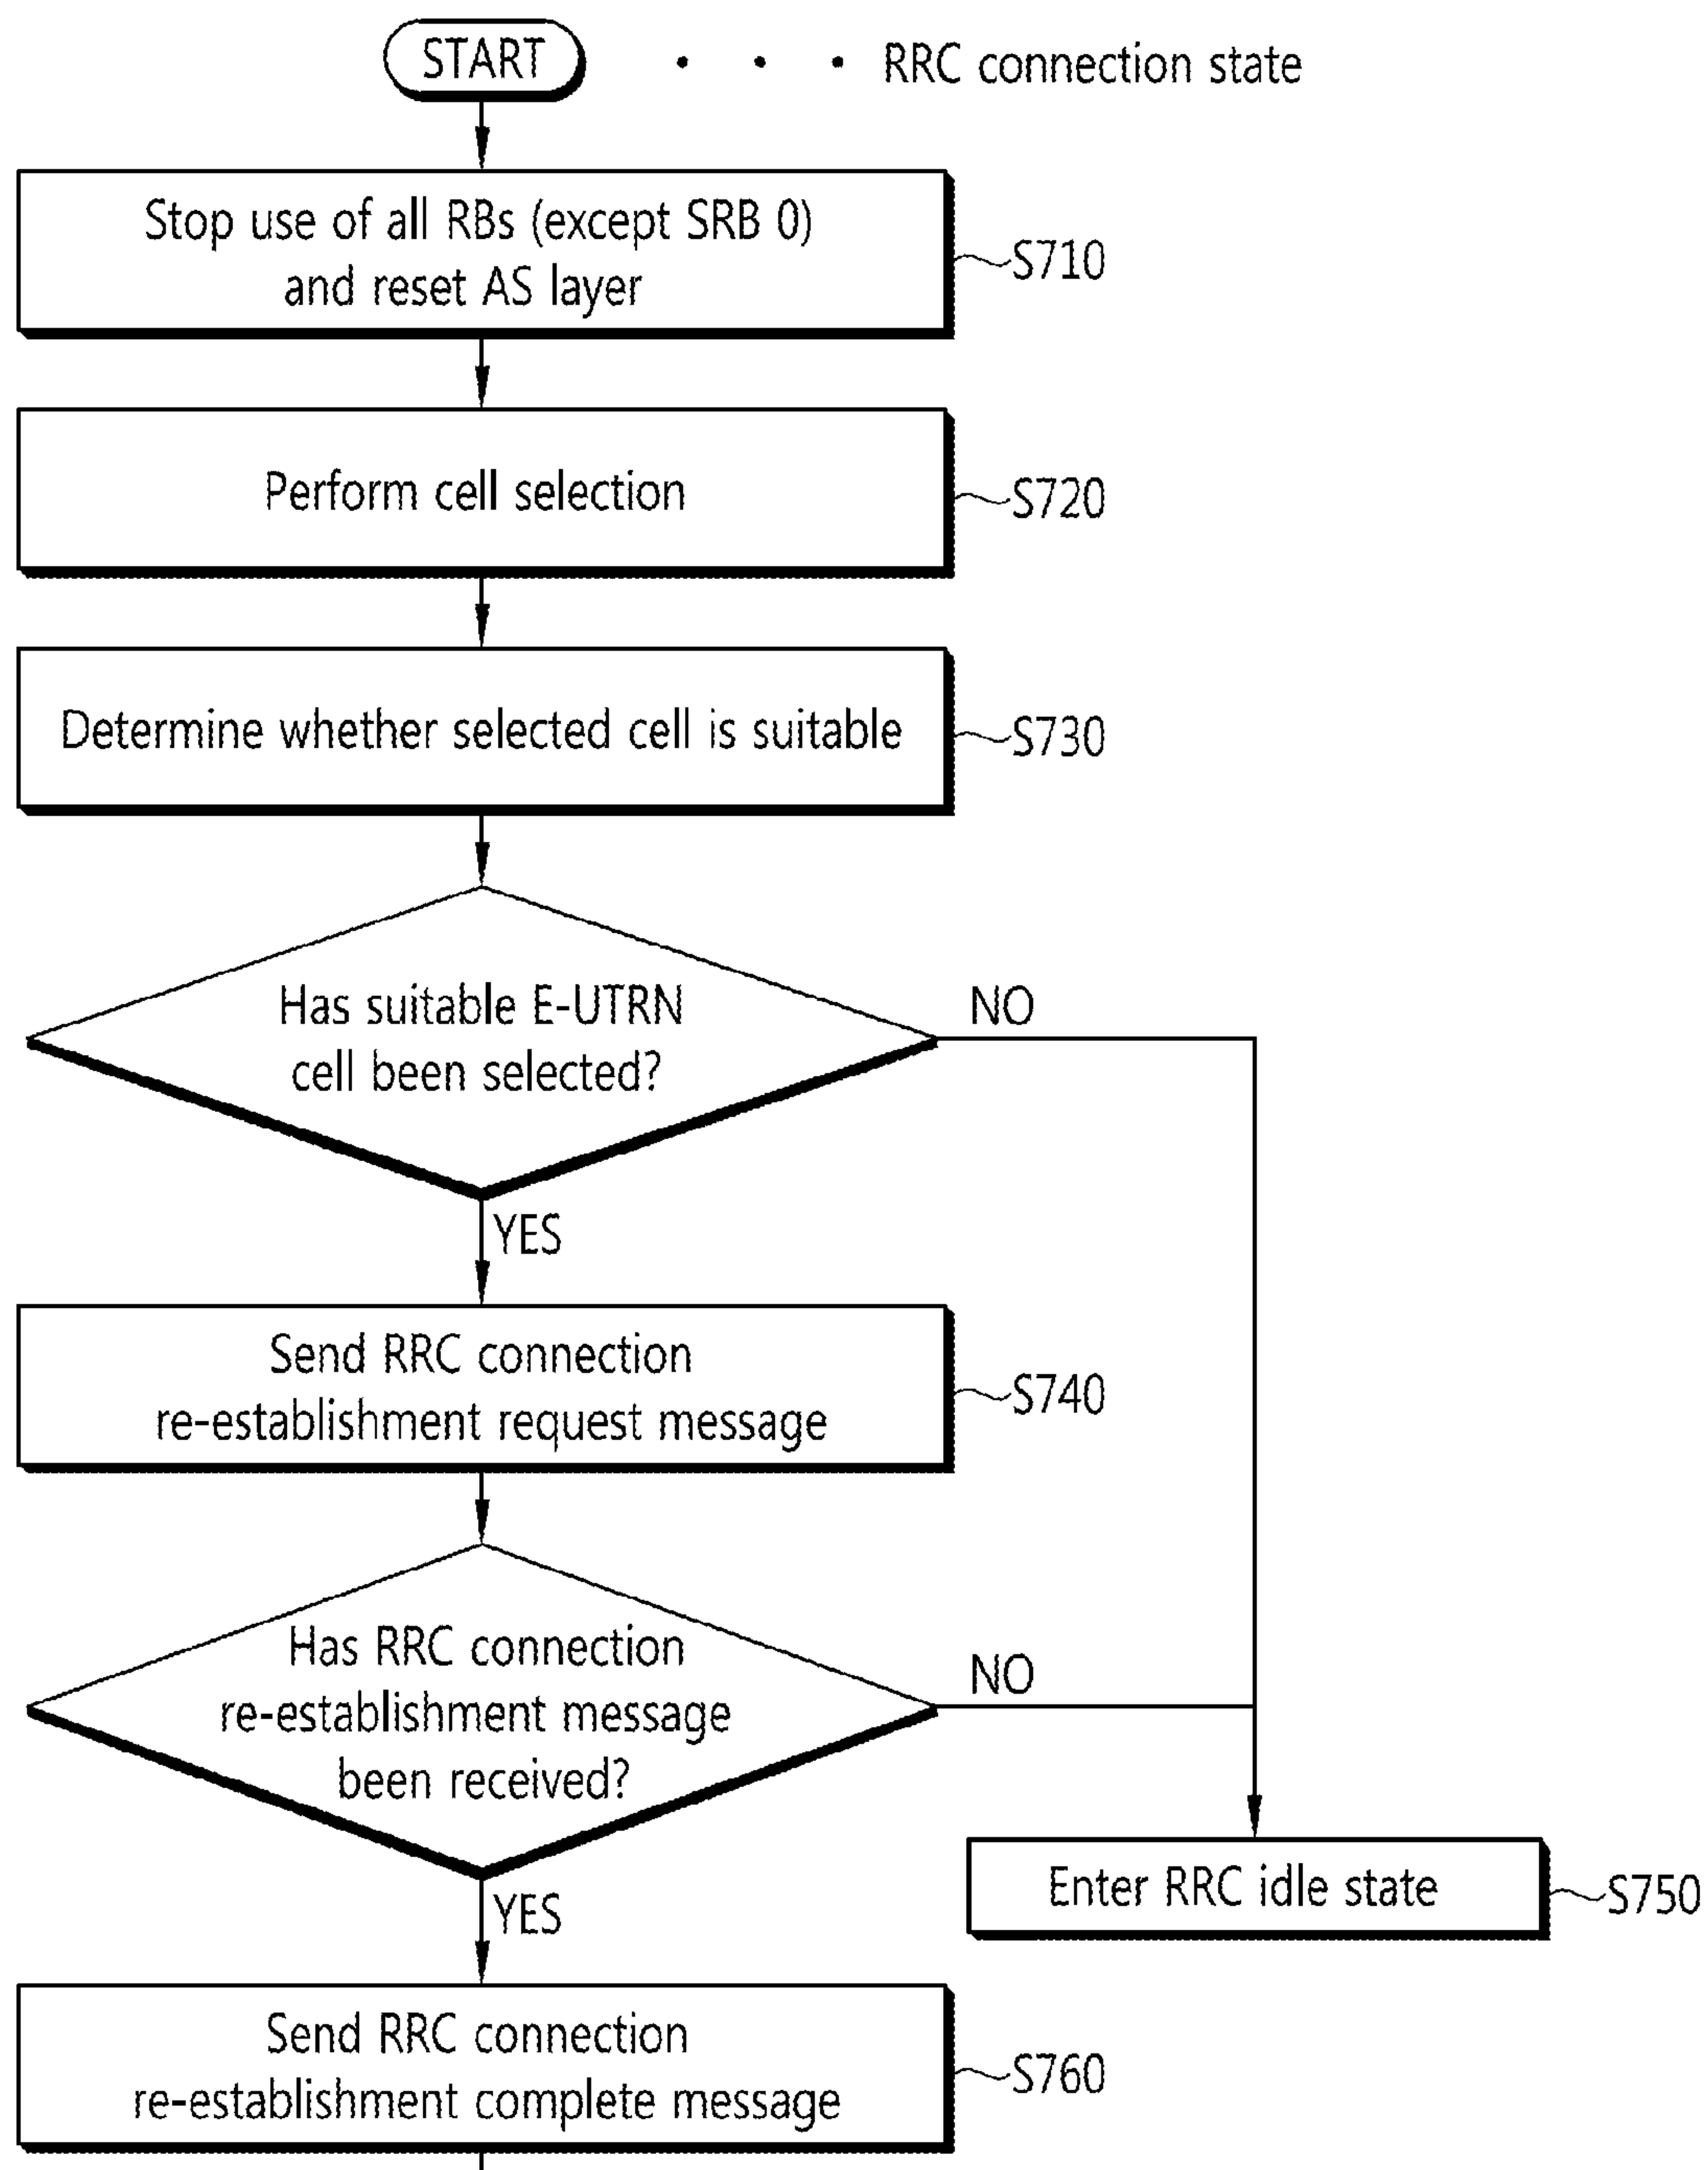 START · · · RRC connection state
Stop use of all RBs (except SRB 0)
and reset AS layer
S710
Perform cell selection
S720
Determine whether selected cell is suitable
S730
Has suitable E-UTRN
cell been selected?
NO
YES
Send RRC connection
re-establishment request message
S740
Has RRC connection
re-establishment message
been received?
NO
YES
Enter RRC idle state
S750
Send RRC connection
re-establishment complete message
S760